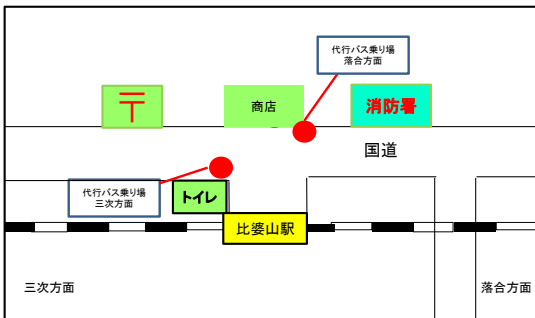 代行バス乗り場
落合方面
〒
商店
消防署
国道
代行バス乗り場
三次方面
トイレ
比婆山駅
三次方面
落合方面